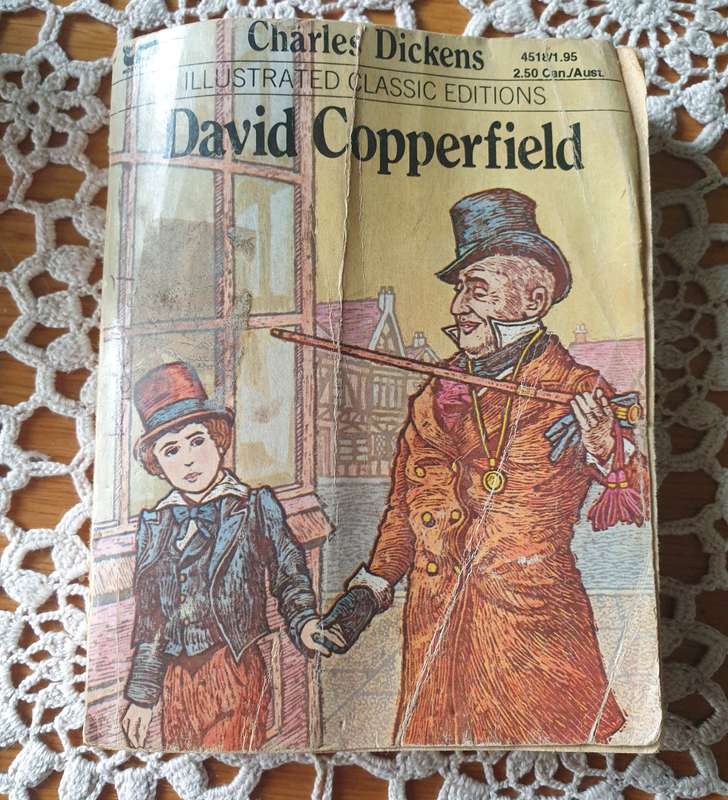 Charles Dickens
4518/1.95
2.50 Can./Aust.
ILLUSTRATED CLASSIC EDITIONS
David Copperfield